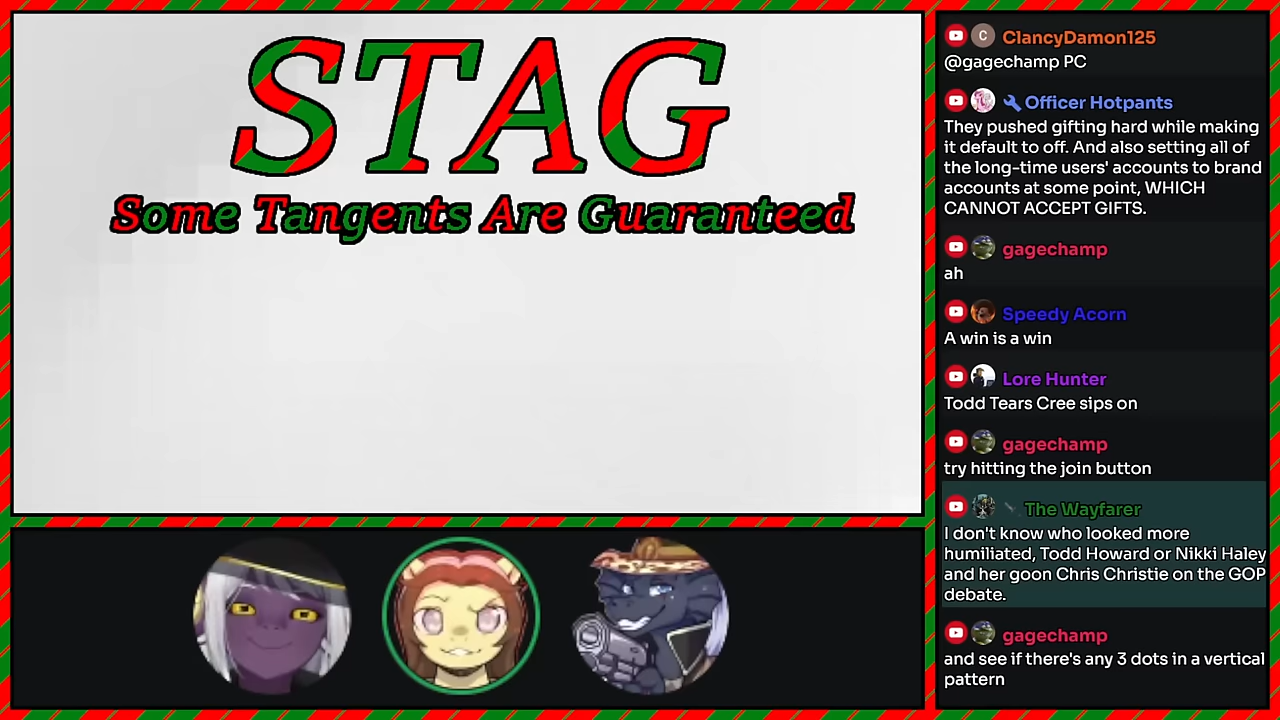 STAG
Some Tangents Are Guaranteed
C ClancyDamon125
@gagechamp PC
Officer Hotpants
They pushed gifting hard while making
it default to off. And also setting all of
the long-time users' accounts to brand
accounts at some point, WHICH
CANNOT ACCEPT GIFTS.
gagechamp
ah
Speedy Acorn
A win is a win
Lore Hunter
Todd Tears Cree sips on
gagechamp
try hitting the join button
The Wayfarer
I don't know who looked more
humiliated, Todd Howard or Nikki Haley
and her goon Chris Christie on the GOP
debate.
gagechamp
and see if there's any 3 dots in a vertical
pattern